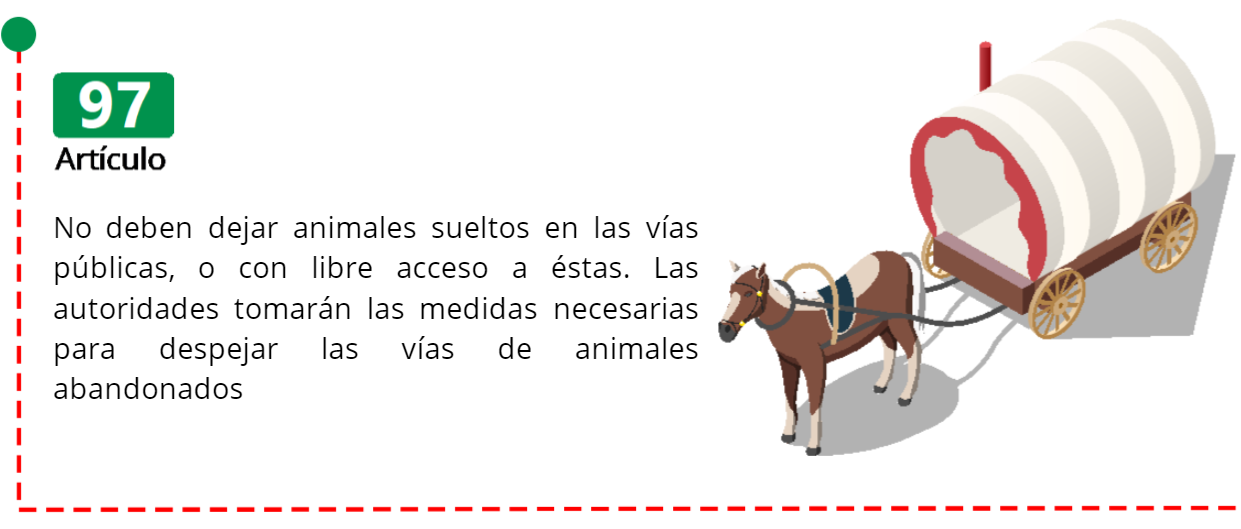 97
Artículo
No deben dejar animales sueltos en las vías
públicas, o con libre acceso a éstas. Las
autoridades tomarán las medidas necesarias
para despejar las vías de animales
abandonados